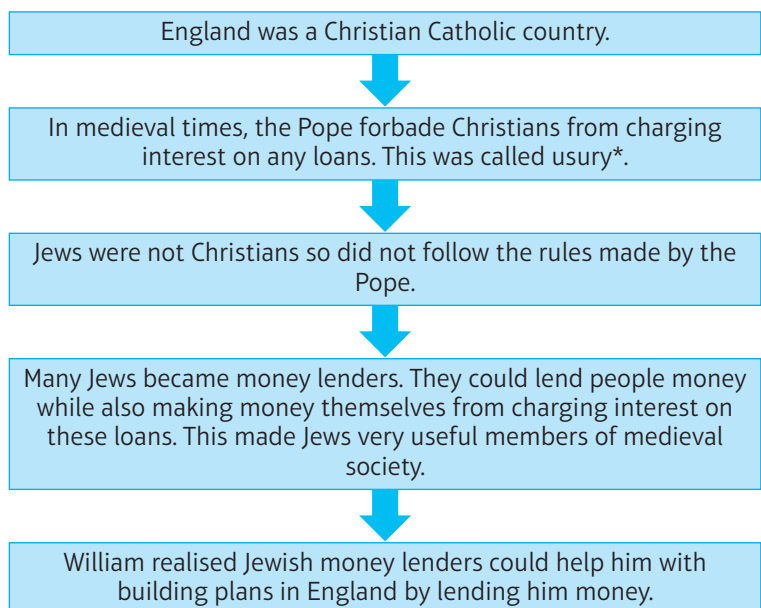 England was a Christian Catholic country.
In medieval times, the Pope forbade Christians from charging
interest on any loans. This was called usury*.
Jews were not Christians so did not follow the rules made by the
Pope.
Many Jews became money lenders. They could lend people money
while also making money themselves from charging interest on
these loans. This made Jews very useful members of medieval
society.
William realised Jewish money lenders could help him with
building plans in England by lending him money.